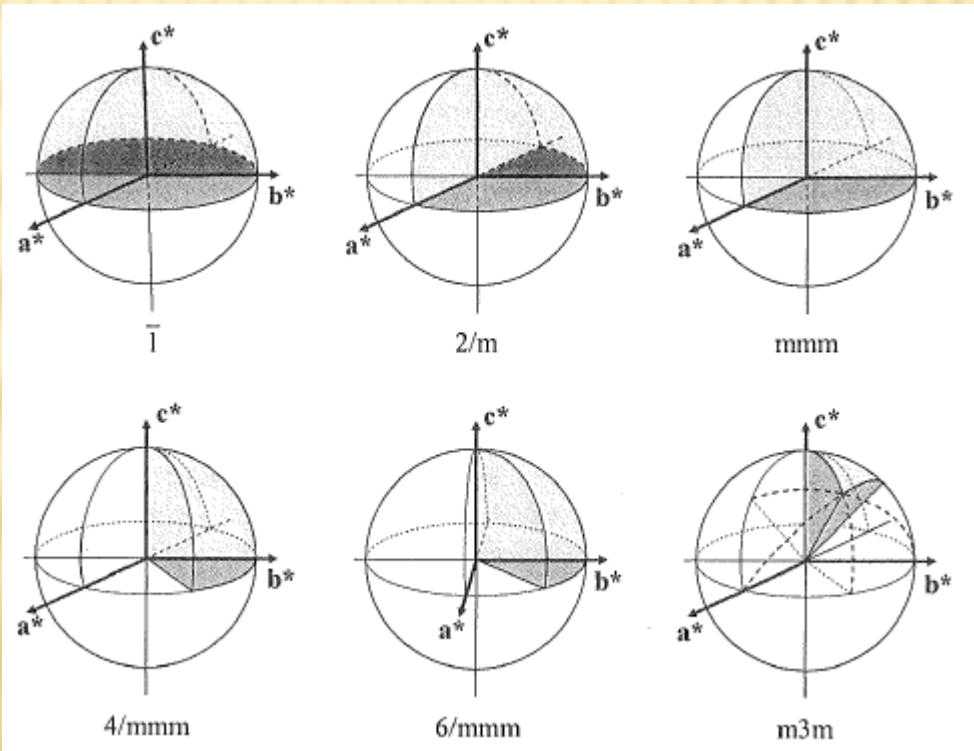 c* c* c*
b* b* b*
a* a* a*
1̅ 2/m mmm
c* c* c*
b* b* b*
a* a* a*
4/mmm 6/mmm m3m